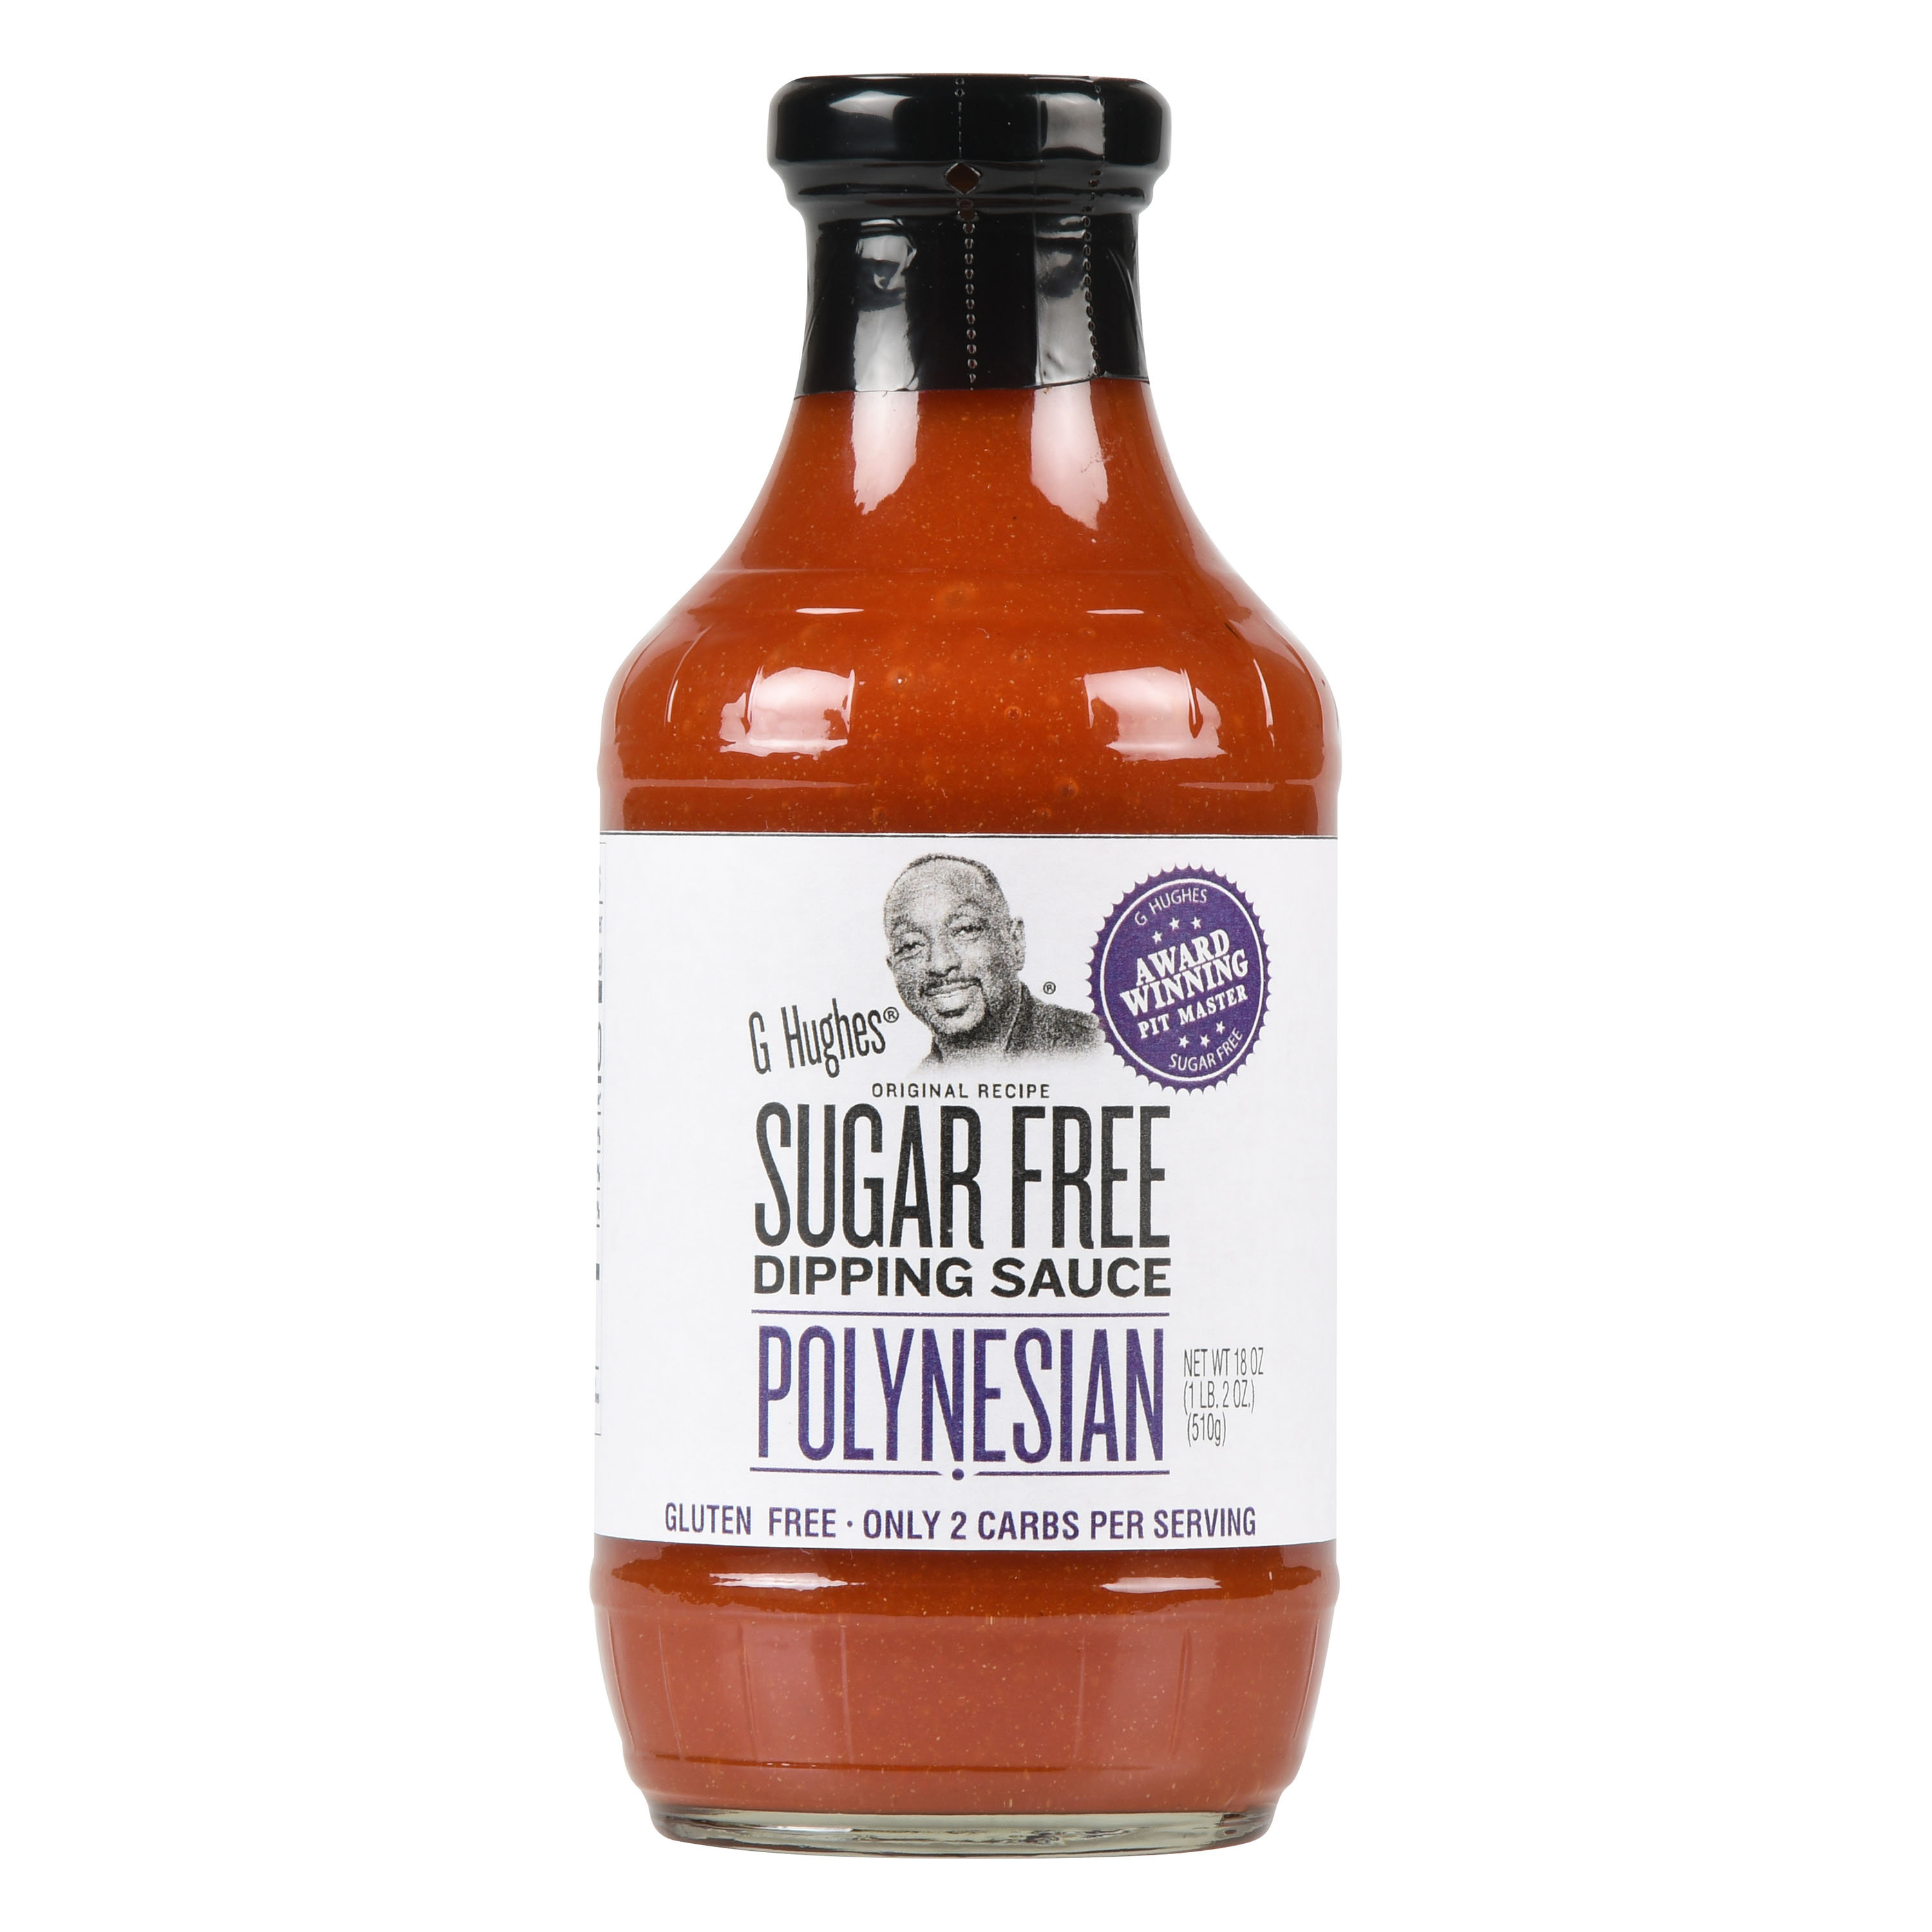 G HUGHES
AWARD
WINNING
PIT MASTER
SUGAR FREE
G Hughes®
®
ORIGINAL RECIPE
SUGAR FREE
DIPPING SAUCE
POLYNESIAN
NET WT 18 OZ
(1 LB. 2 OZ.)
(510g)
GLUTEN FREE · ONLY 2 CARBS PER SERVING